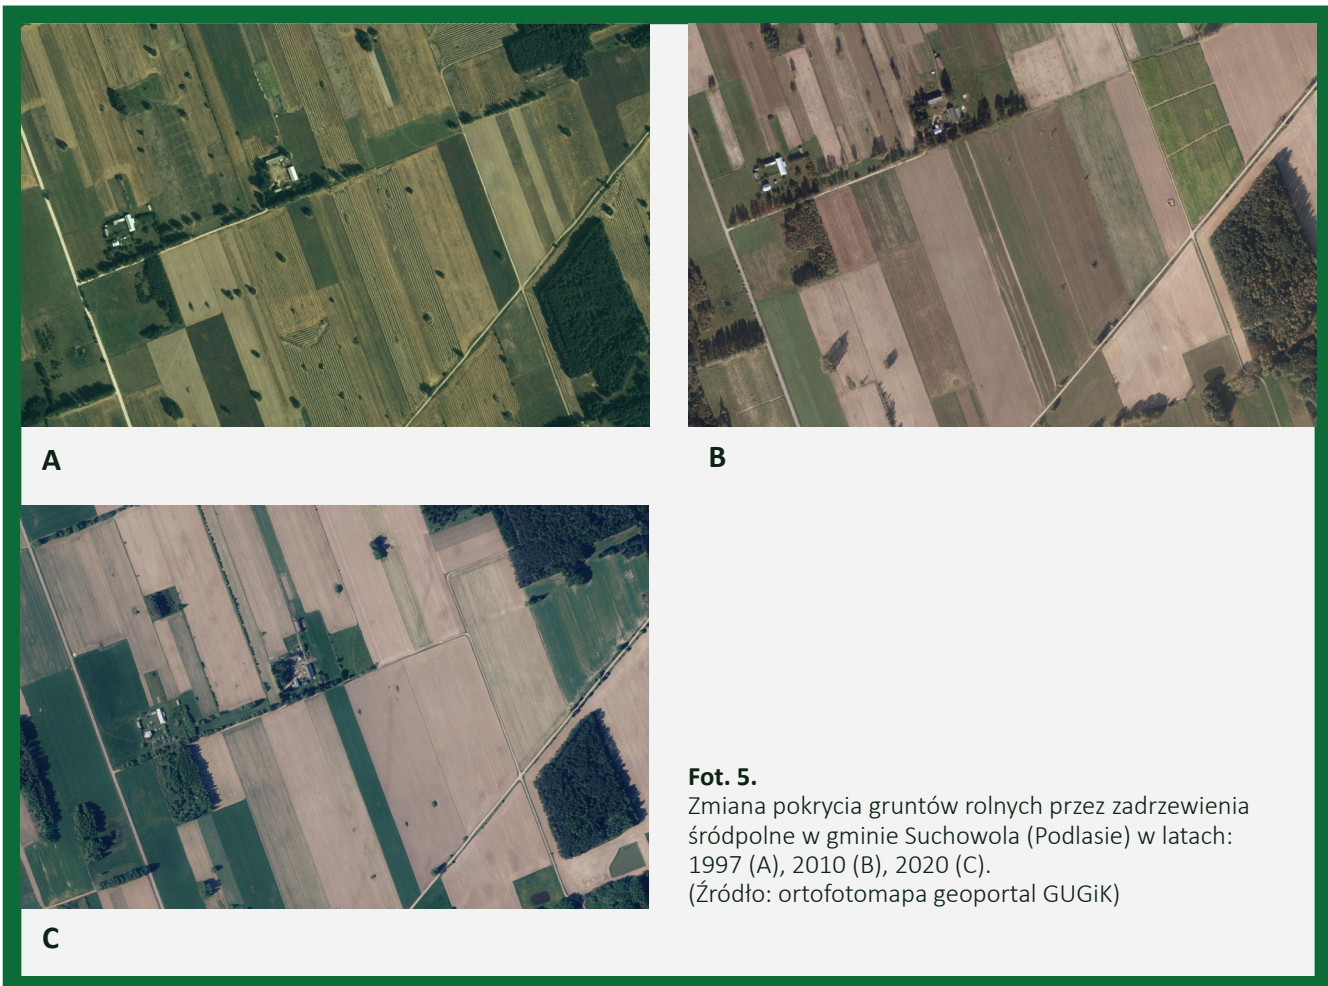 A
B
C
Fot. 5.
Zmiana pokrycia gruntów rolnych przez zadrzewienia
śródpolne w gminie Suchowola (Podlasie) w latach:
1997 (A), 2010 (B), 2020 (C).
(Źródło: ortofotomapa geoportal GUGiK)